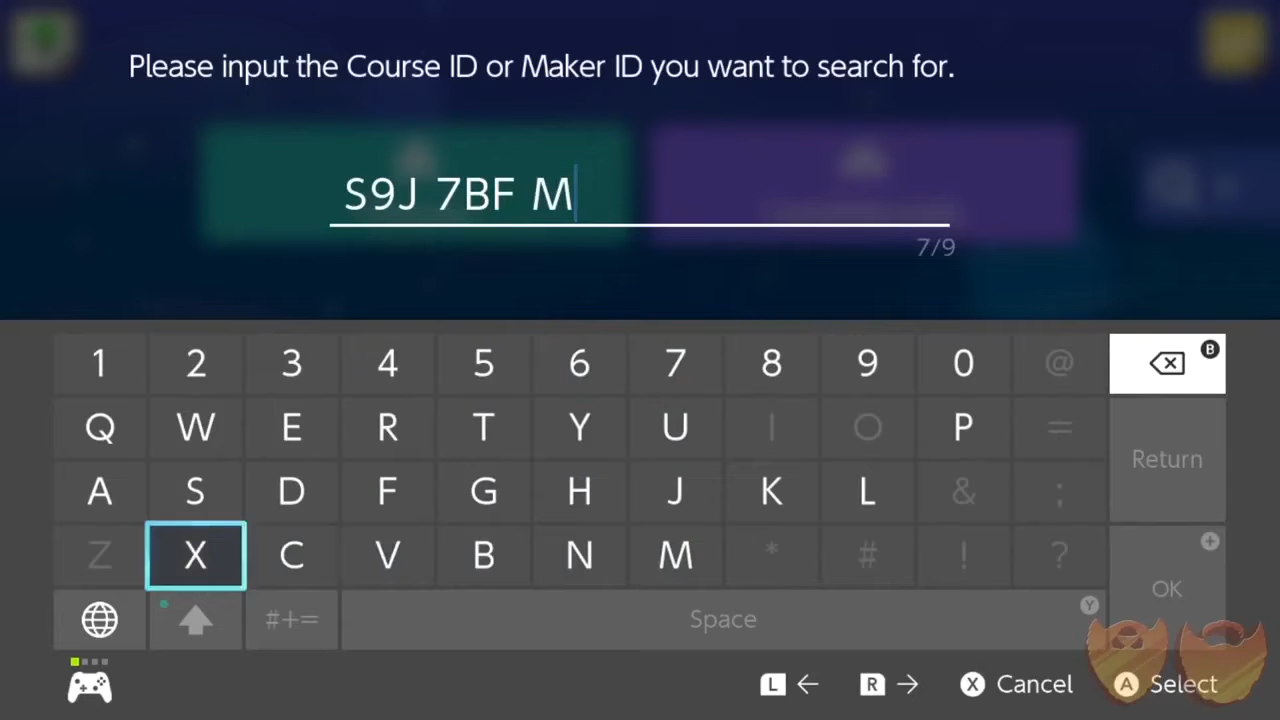 Please input the Course ID or Maker ID you want to search for.
S9J 7BF M
7/9
1 2 3 4 5 6 7 8 9 0 @ B
Q W E R T Y U I O P =
Return
A S D F G H J K L & ;
Z X C V B N M * # ! ?
OK
#+= Space Y
L ← R → X Cancel A Select